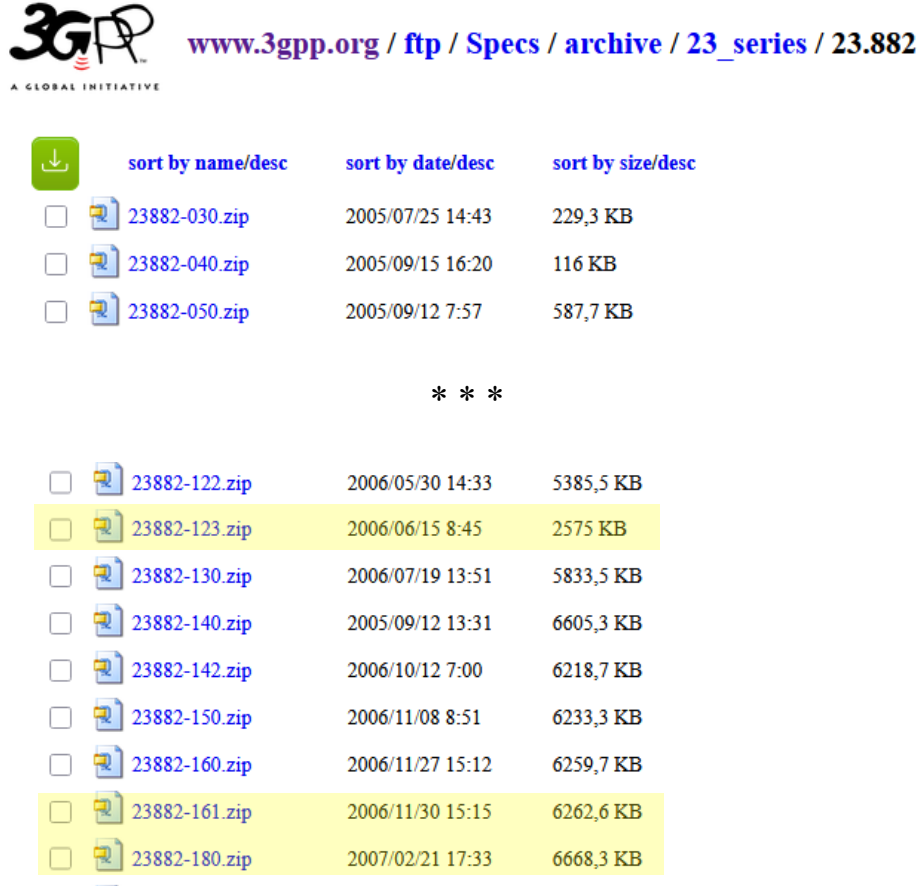 3GPP™
A GLOBAL INITIATIVE
www.3gpp.org / ftp / Specs / archive / 23_series / 23.882
sort by name/desc sort by date/desc sort by size/desc
23882-030.zip 2005/07/25 14:43 229,3 KB
23882-040.zip 2005/09/15 16:20 116 KB
23882-050.zip 2005/09/12 7:57 587,7 KB
* * *
23882-122.zip 2006/05/30 14:33 5385,5 KB
23882-123.zip 2006/06/15 8:45 2575 KB
23882-130.zip 2006/07/19 13:51 5833,5 KB
23882-140.zip 2005/09/12 13:31 6605,3 KB
23882-142.zip 2006/10/12 7:00 6218,7 KB
23882-150.zip 2006/11/08 8:51 6233,3 KB
23882-160.zip 2006/11/27 15:12 6259,7 KB
23882-161.zip 2006/11/30 15:15 6262,6 KB
23882-180.zip 2007/02/21 17:33 6668,3 KB